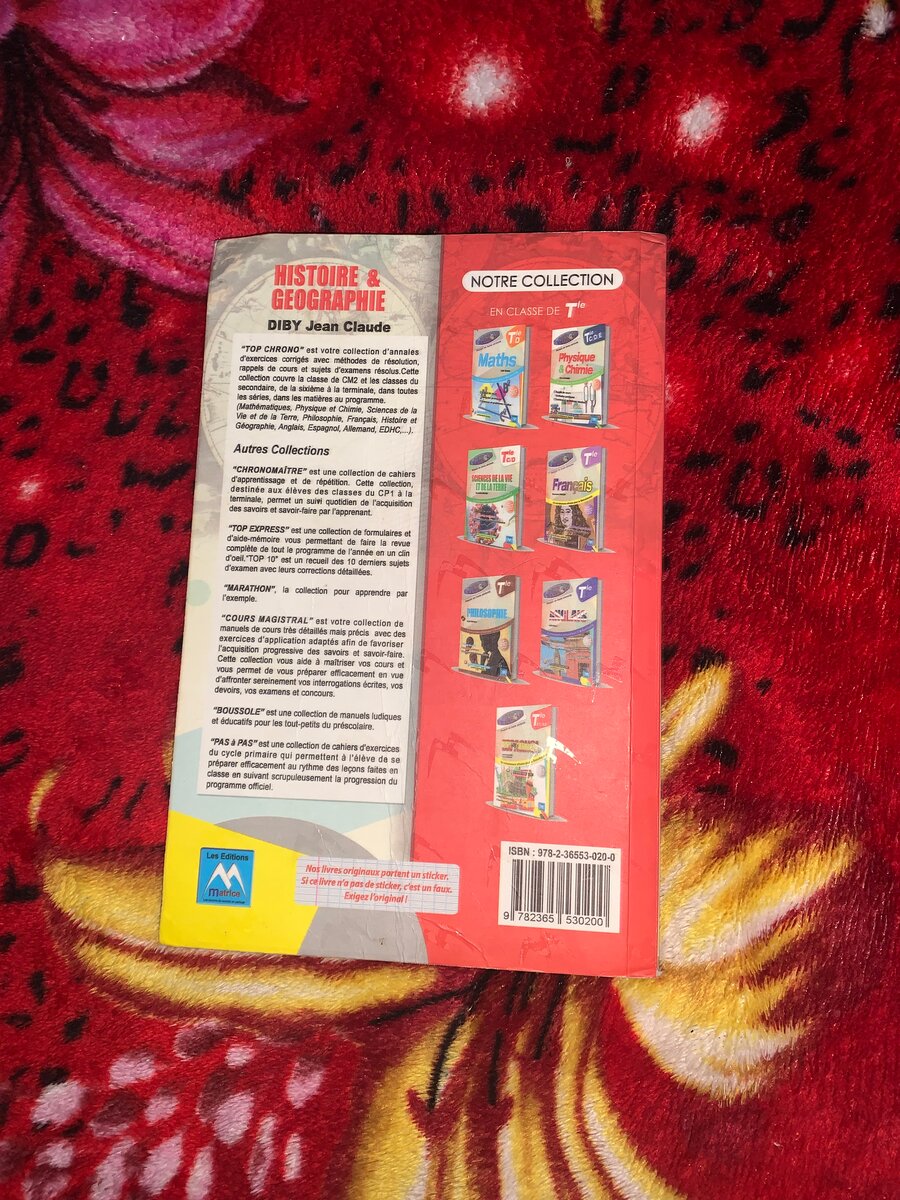 HISTOIRE &
GEOGRAPHIE
DIBY Jean Claude
"TOP CHRONO" est votre collection d'annales
d'exercices corrigés avec méthodes de résolution,
rappels de cours et sujets d'examens résolus.Cette
collection couvre la classe de CM2 et les classes du
secondaire, de la sixième à la terminale, dans toutes
les séries, dans les matières au programme.
(Mathématiques, Physique et Chimie, Sciences de la
Vie et de la Terre, Philosophie, Français, Histoire et
Géographie, Anglais, Espagnol, Allemand, EDHC,...).
Autres Collections
"CHRONOMAÎTRE" est une collection de cahiers
d'apprentissage et de répétition. Cette collection,
destinée aux élèves des classes du CP1 à la
terminale, permet un suivi quotidien de l'acquisition
des savoirs et savoir-faire par l'apprenant.
"TOP EXPRESS" est une collection de formulaires et
d'aide-mémoire vous permettant de faire la revue
complète de tout le programme de l'année en un clin
d'oeil."TOP 10" est un recueil des 10 derniers sujets
d'examen avec leurs corrections détaillées.
"MARATHON", la collection pour apprendre par
l'exemple.
"COURS MAGISTRAL" est votre collection de
manuels de cours très détaillés mais précis avec des
exercices d'application adaptés afin de favoriser
l'acquisition progressive des savoirs et savoir-faire.
Cette collection vous aide à maîtriser vos cours et
vous permet de vous préparer efficacement en vue
d'affronter sereinement vos interrogations écrites, vos
devoirs, vos examens et concours.
"BOUSSOLE" est une collection de manuels ludiques
et éducatifs pour les tout-petits du préscolaire.
"PAS à PAS" est une collection de cahiers d'exercices
du cycle primaire qui permettent à l'élève de se
préparer efficacement au rythme des leçons faites en
classe en suivant scrupuleusement la progression du
programme officiel.
Les Editions
Matrice
Nos livres originaux portent un sticker.
Si ce livre n'a pas de sticker, c'est un faux.
Exigez l'original !
NOTRE COLLECTION
EN CLASSE DE Tle
Tle D
Maths
Tle C D E
Physique
& Chimie
Tle C/D
SCIENCES DE LA VIE
ET DE LA TERRE
Tle
Français
Tle
PHILOSOPHIE
Tle
ANGLAIS
Tle
ISBN : 978-2-36553-020-0
9 782365 530200